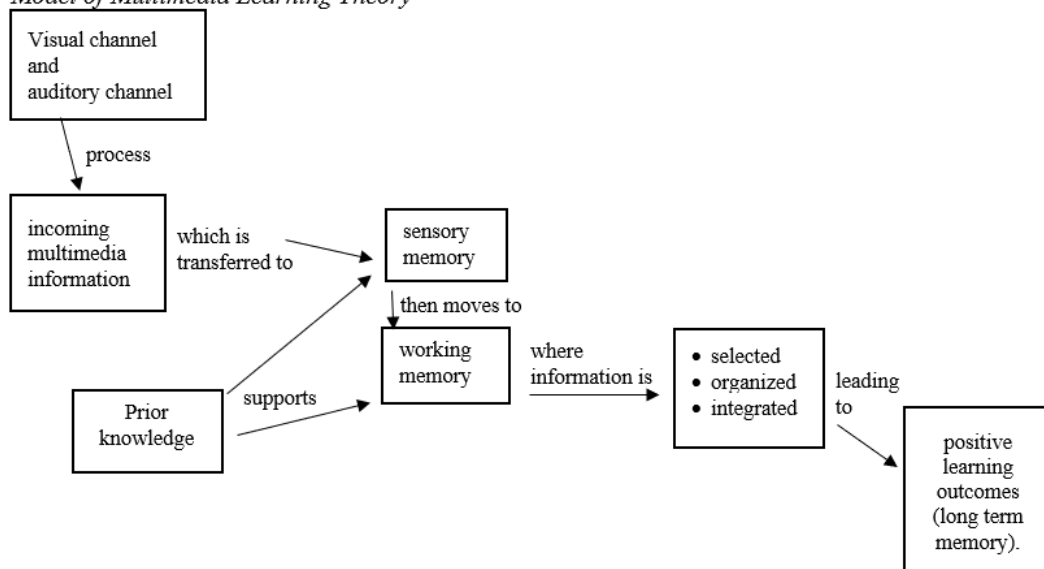 Model of Multimedia Learning Theory
Visual channel
and
auditory channel
process
incoming
multimedia
information
which is
transferred to
sensory
memory
then moves to
working
memory
Prior
knowledge
supports
where
information is
• selected
• organized
• integrated
leading
to
positive
learning
outcomes
(long term
memory).